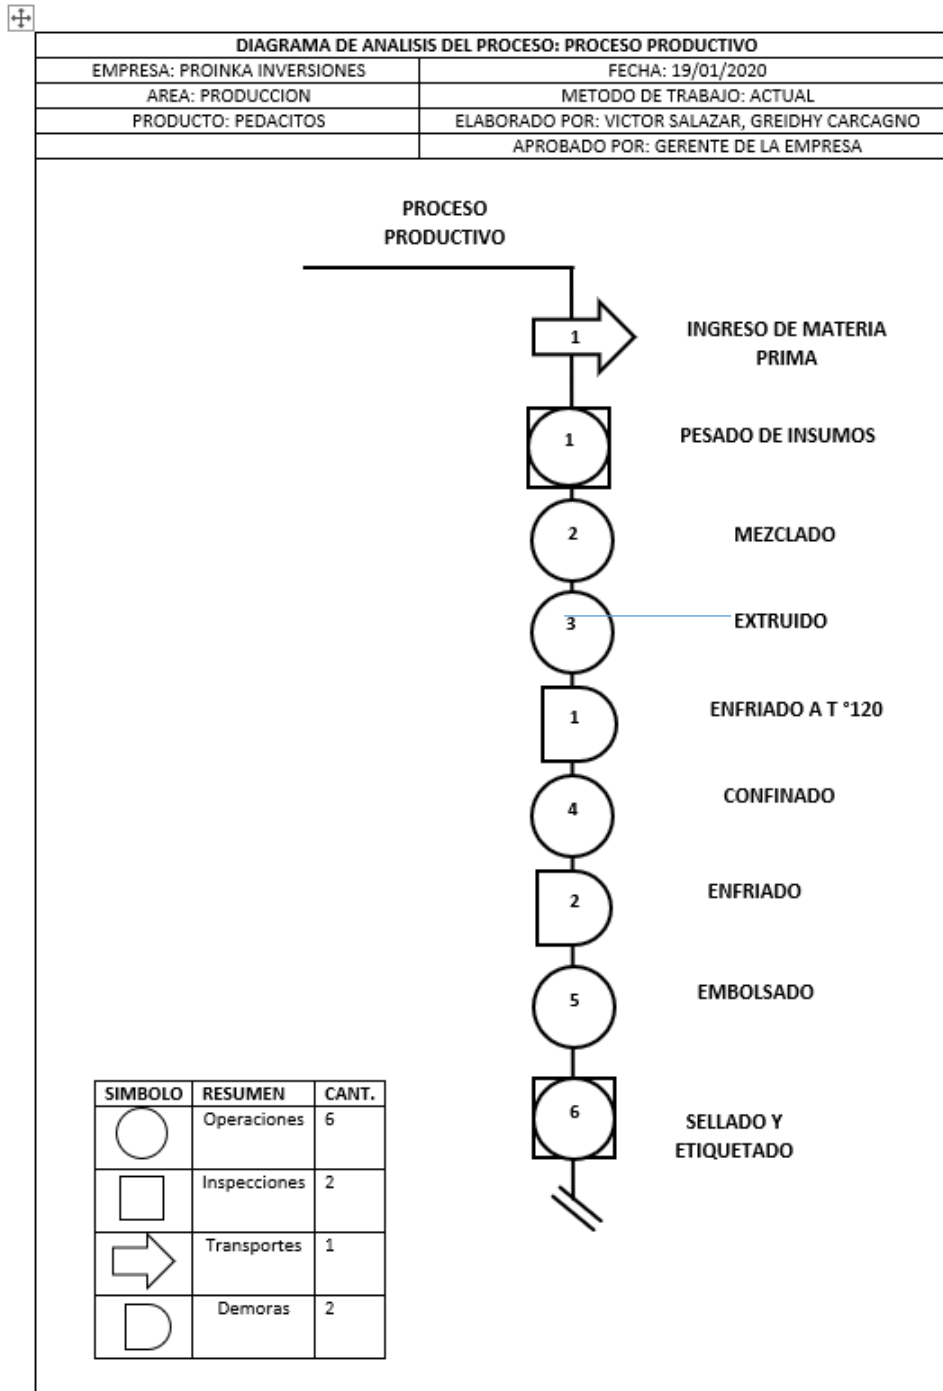 DIAGRAMA DE ANALISIS DEL PROCESO: PROCESO PRODUCTIVO
EMPRESA: PROINKA INVERSIONES
FECHA: 19/01/2020
AREA: PRODUCCION
METODO DE TRABAJO: ACTUAL
PRODUCTO: PEDACITOS
ELABORADO POR: VICTOR SALAZAR, GREIDHY CARCAGNO
APROBADO POR: GERENTE DE LA EMPRESA
PROCESO
PRODUCTIVO
1
INGRESO DE MATERIA
PRIMA
1
PESADO DE INSUMOS
2
MEZCLADO
3
EXTRUIDO
1
ENFRIADO A T °120
4
CONFINADO
2
ENFRIADO
5
EMBOLSADO
6
SELLADO Y
ETIQUETADO
SIMBOLO RESUMEN CANT.
Operaciones 6
Inspecciones 2
Transportes 1
Demoras 2